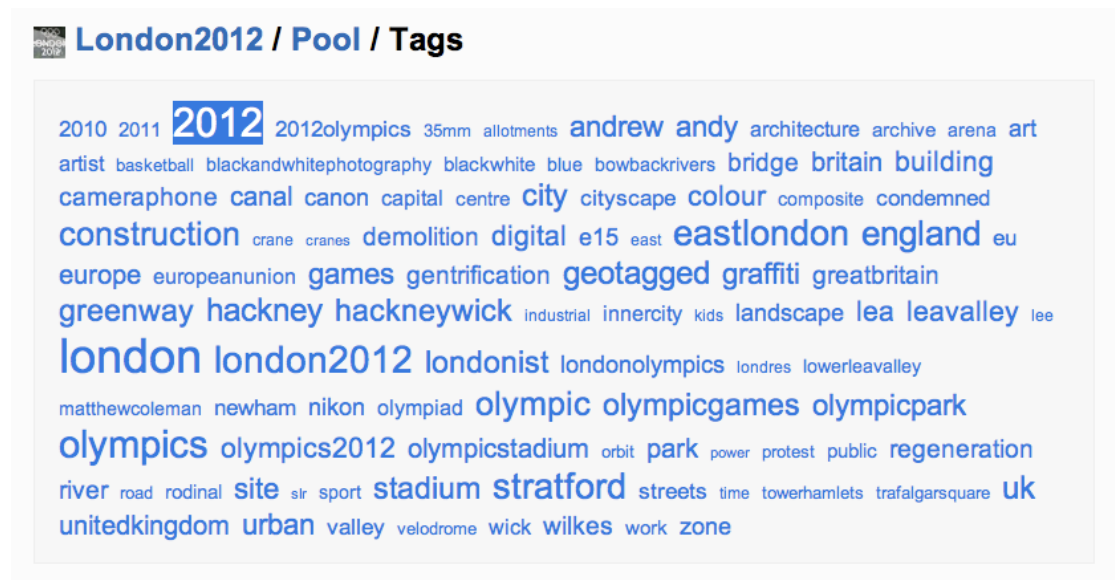 London2012 / Pool / Tags
2010 2011 2012 2012olympics 35mm allotments andrew andy architecture archive arena art
artist basketball blackandwhitephotography blackwhite blue bowbackrivers bridge britain building
cameraphone canal canon capital centre city cityscape colour composite condemned
construction crane cranes demolition digital e15 east eastlondon england eu
europe europeanunion games gentrification geotagged graffiti greatbritain
greenway hackney hackneywick industrial innercity kids landscape lea leavalley lee
london london2012 londonist londonolympics londres lowerleavalley
matthewcoleman newham nikon olympiad olympic olympicgames olympicpark
olympics olympics2012 olympicstadium orbit park power protest public regeneration
river road rodinal site slr sport stadium stratford streets time towerhamlets trafalgarsquare uk
unitedkingdom urban valley velodrome wick wilkes work zone